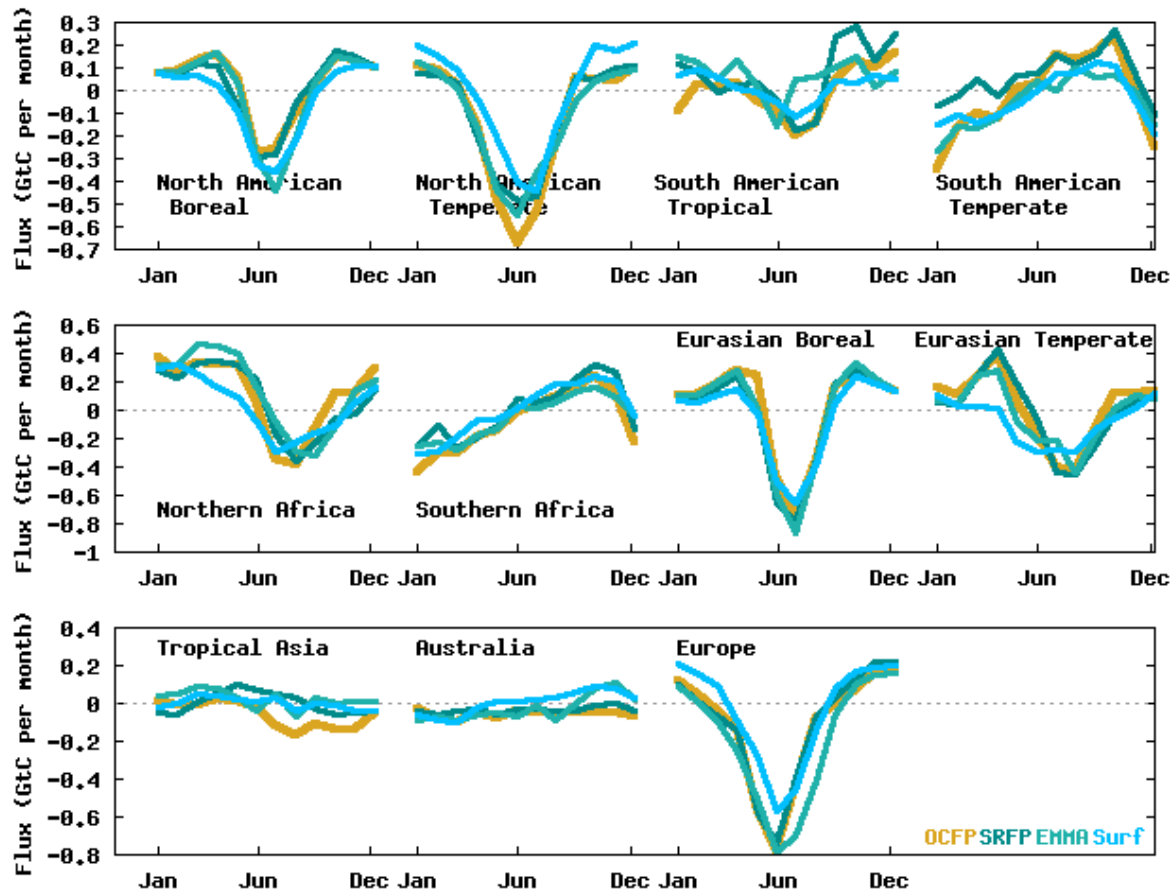 Flux (GtC per month)
0.3
0.2
0.1
0
-0.1
-0.2
-0.3
-0.4
-0.5
-0.6
-0.7
North American
Boreal
North American
Temperate
South American
Tropical
South American
Temperate
Jan Jun Dec Jan Jun Dec Jan Jun Dec Jan Jun Dec
Flux (GtC per month)
0.6
0.4
0.2
0
-0.2
-0.4
-0.6
-0.8
-1
Eurasian Boreal
Eurasian Temperate
Northern Africa
Southern Africa
Jan Jun Dec Jan Jun Dec Jan Jun Dec Jan Jun Dec
Flux (GtC per month)
0.4
0.2
0
-0.2
-0.4
-0.6
-0.8
Tropical Asia
Australia
Europe
OCFP SRFP EMMA Surf
Jan Jun Dec Jan Jun Dec Jan Jun Dec